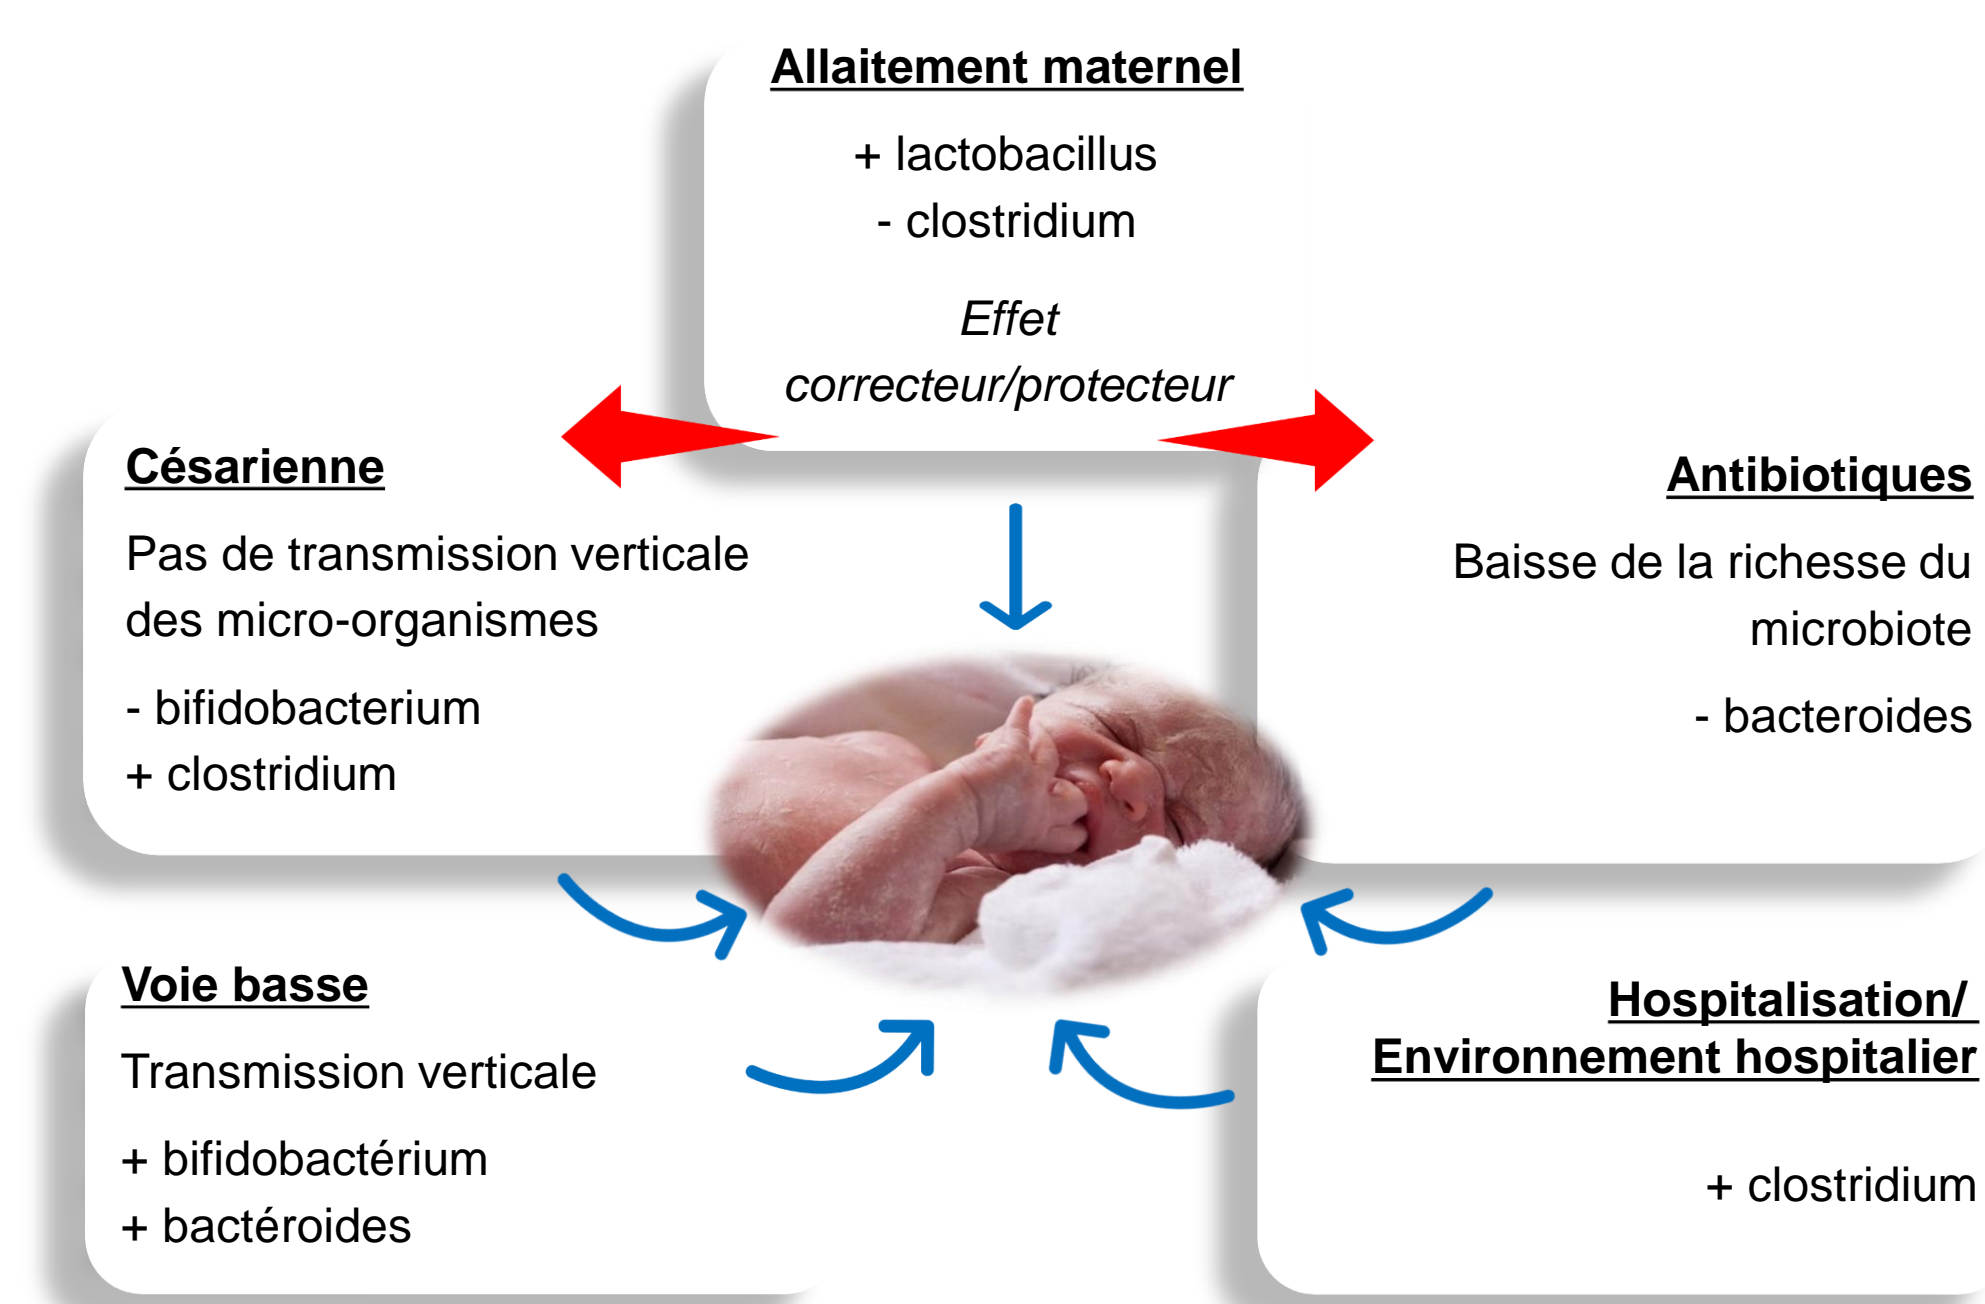 Allaitement maternel
+ lactobacillus
- clostridium
Effet
correcteur/protecteur
Césarienne
Pas de transmission verticale
des micro-organismes
- bifidobacterium
+ clostridium
Antibiotiques
Baisse de la richesse du
microbiote
- bacteroides
Voie basse
Transmission verticale
+ bifidobactérium
+ bactéroides
Hospitalisation/
Environnement hospitalier
+ clostridium